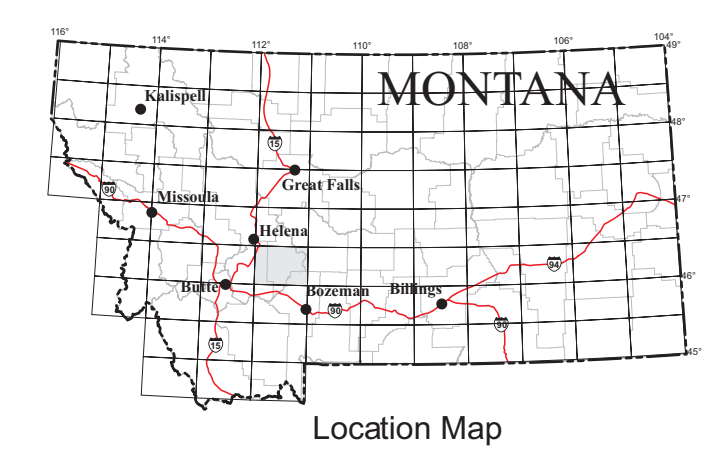 116°
114°
112°
110°
108°
106°
104°
49°
MONTANA
Kalispell
48°
15
Great Falls
90
Missoula
47°
Helena
94
46°
Butte
Bozeman
Billings
90
90
15
45°
Location Map